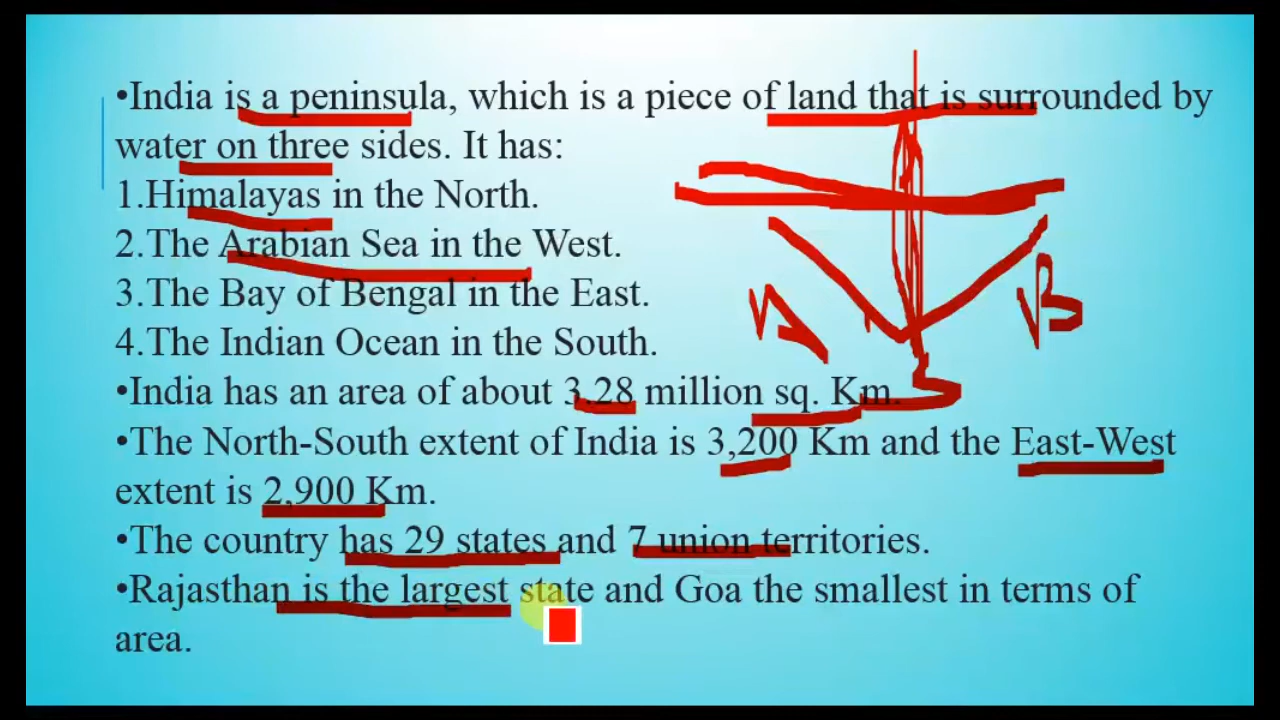 •India is a peninsula, which is a piece of land that is surrounded by
water on three sides. It has:
1.Himalayas in the North.
2.The Arabian Sea in the West.
3.The Bay of Bengal in the East.
4.The Indian Ocean in the South.
•India has an area of about 3.28 million sq. Km.
•The North-South extent of India is 3,200 Km and the East-West
extent is 2,900 Km.
•The country has 29 states and 7 union territories.
•Rajasthan is the largest state and Goa the smallest in terms of
area.